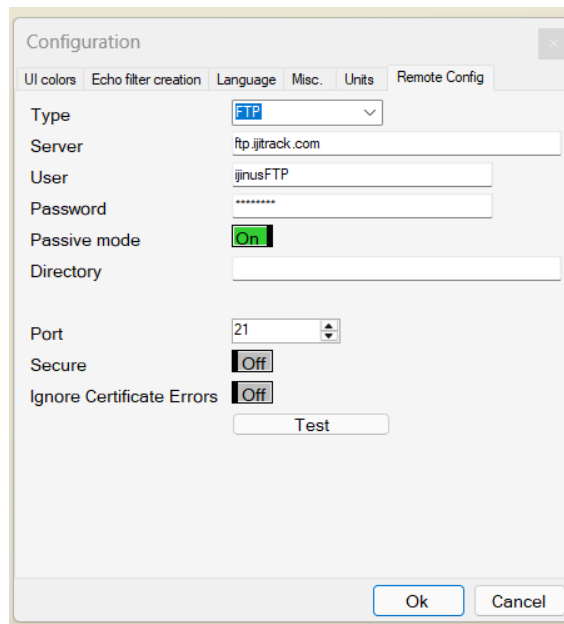 Configuration
×
UI colors Echo filter creation Language Misc. Units Remote Config
Type FTP
Server ftp.ijitrack.com
User ijinusFTP
Password ********
Passive mode On
Directory
Port 21
Secure Off
Ignore Certificate Errors Off
Test
Ok Cancel